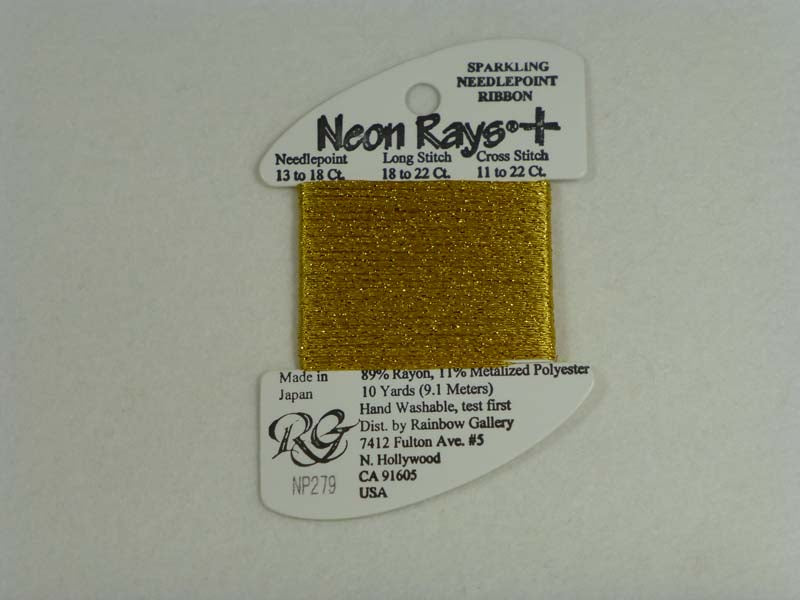 SPARKLING
NEEDLEPOINT
RIBBON
Neon Rays®+
Needlepoint Long Stitch Cross Stitch
13 to 18 Ct. 18 to 22 Ct. 11 to 22 Ct.
Made in
Japan
89% Rayon, 11% Metalized Polyester
10 Yards (9.1 Meters)
Hand Washable, test first
Dist. by Rainbow Gallery
7412 Fulton Ave. #5
N. Hollywood
CA 91605
USA
RG
NP279